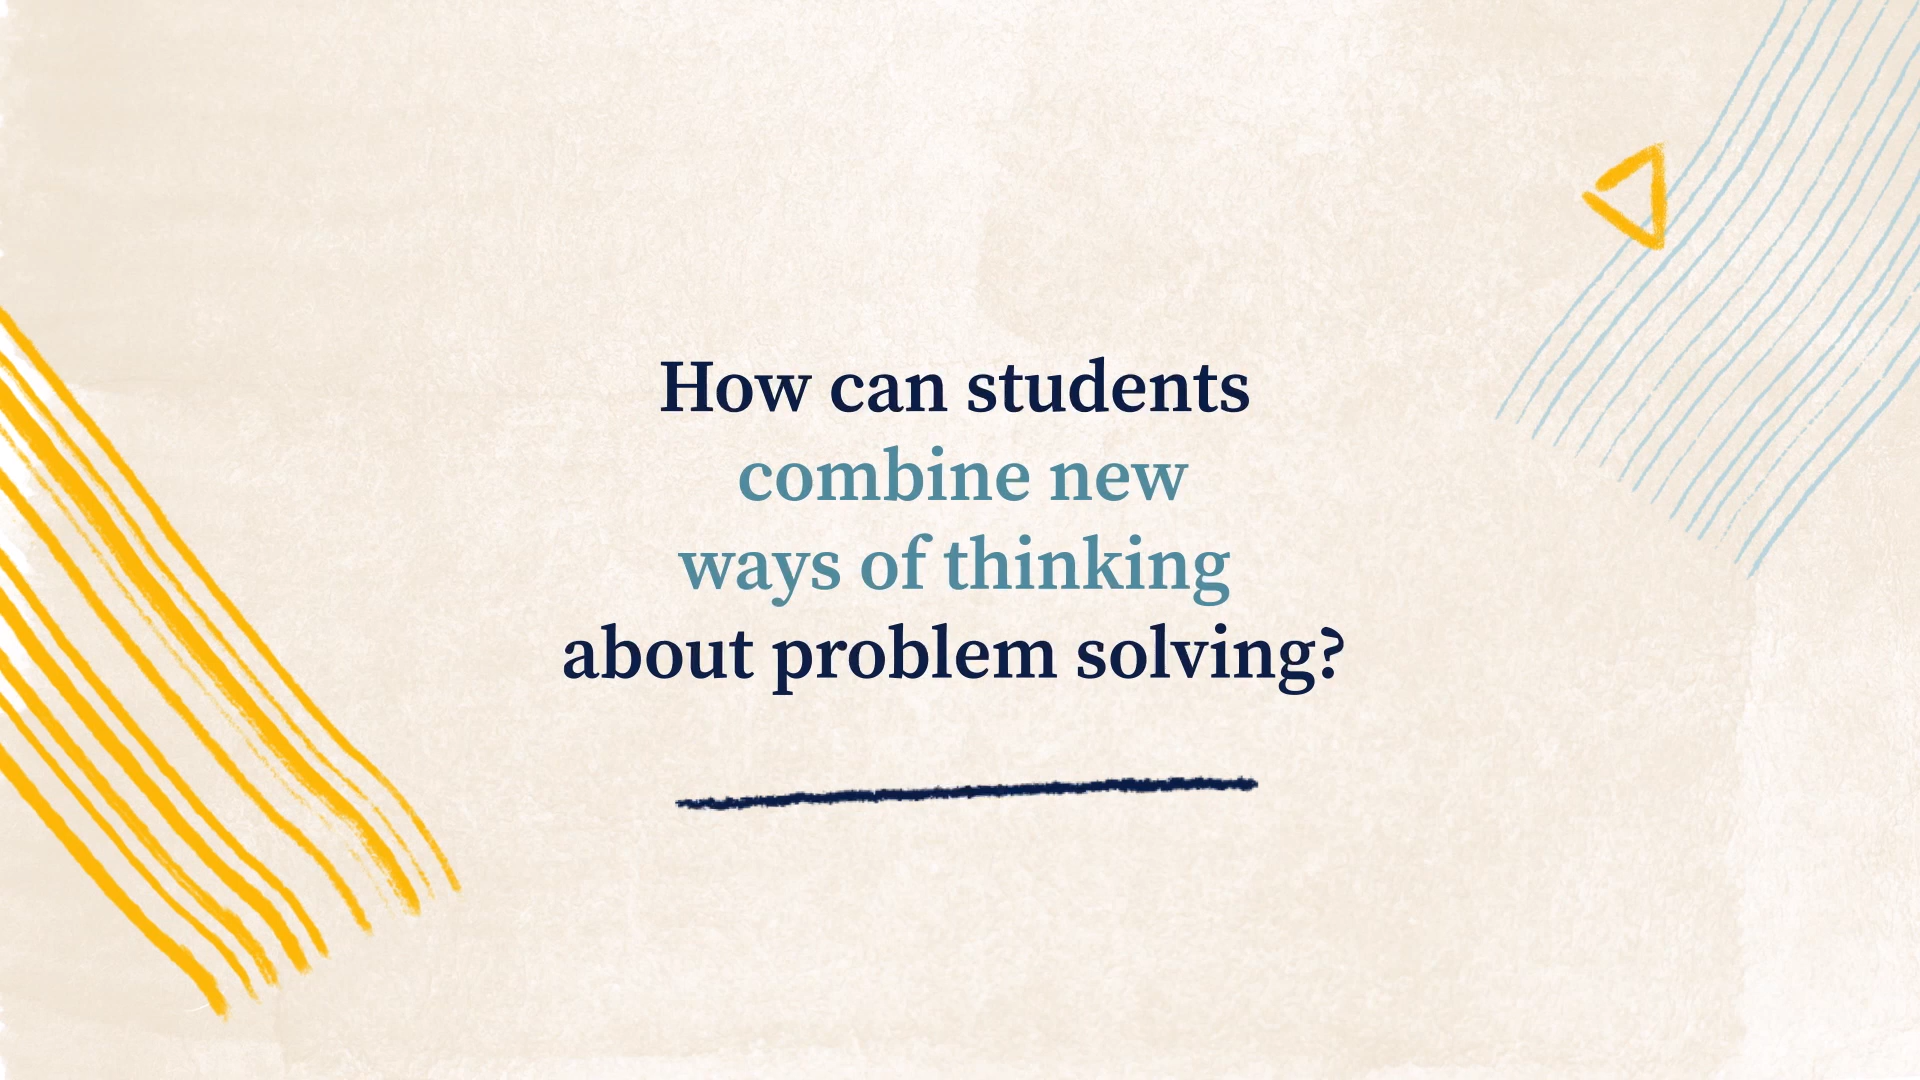 How can students
combine new
ways of thinking
about problem solving?